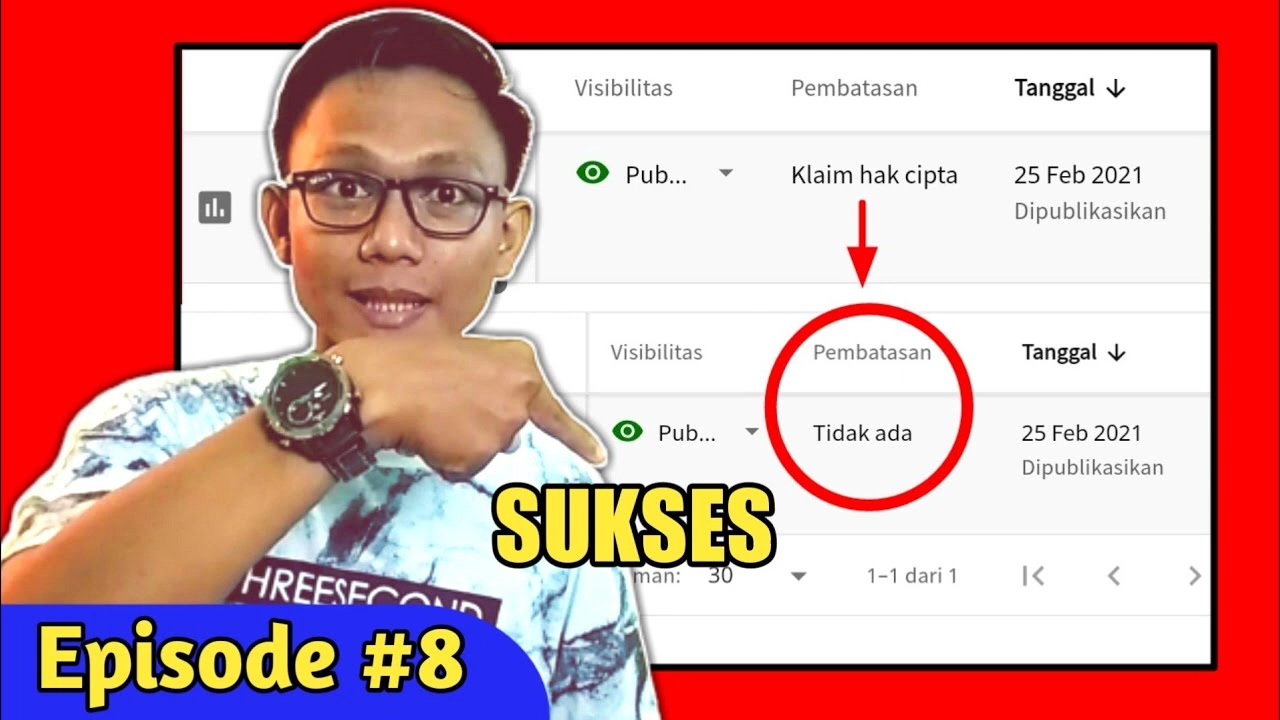 Visibilitas Pembatasan Tanggal
Pub... Klaim hak cipta 25 Feb 2021
Dipublikasikan
Visibilitas Pembatasan Tanggal
Pub... Tidak ada 25 Feb 2021
Dipublikasikan
SUKSES
man: 30 1–1 dari 1
HREESECOND
Episode #8